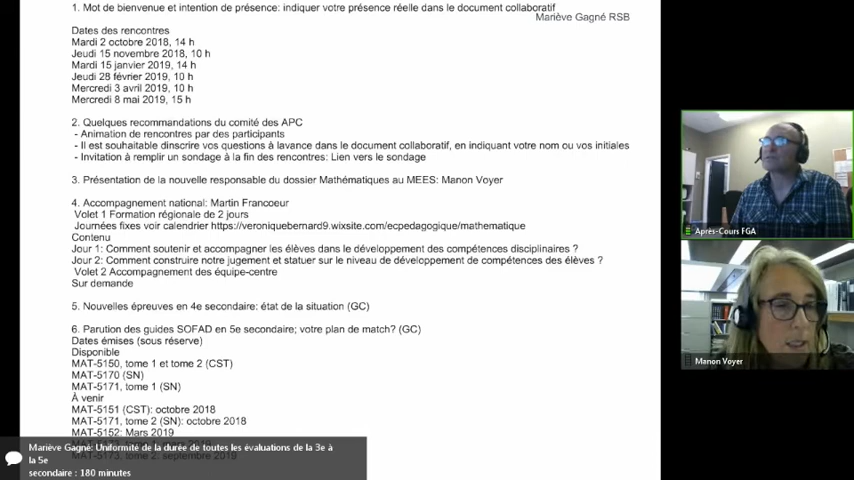 1. Mot de bienvenue et intention de présence: indiquer votre présence réelle dans le document collaboratif
Mariève Gagné RSB
Dates des rencontres
Mardi 2 octobre 2018, 14 h
Jeudi 15 novembre 2018, 10 h
Mardi 15 janvier 2019, 14 h
Jeudi 28 février 2019, 10 h
Mercredi 3 avril 2019, 10 h
Mercredi 8 mai 2019, 15 h
2. Quelques recommandations du comité des APC
- Animation de rencontres par des participants
- Il est souhaitable dinscrire vos questions à lavance dans le document collaboratif, en indiquant votre nom ou vos initiales
- Invitation à remplir un sondage à la fin des rencontres: Lien vers le sondage
3. Présentation de la nouvelle responsable du dossier Mathématiques au MEES: Manon Voyer
4. Accompagnement national: Martin Francoeur
Volet 1 Formation régionale de 2 jours
Journées fixes voir calendrier https://veroniquebernard9.wixsite.com/ecpedagogique/mathematique
Contenu
Jour 1: Comment soutenir et accompagner les élèves dans le développement des compétences disciplinaires ?
Jour 2: Comment construire notre jugement et statuer sur le niveau de développement de compétences des élèves ?
Volet 2 Accompagnement des équipe-centre
Sur demande
5. Nouvelles épreuves en 4e secondaire: état de la situation (GC)
6. Parution des guides SOFAD en 5e secondaire; votre plan de match? (GC)
Dates émises (sous réserve)
Disponible
MAT-5150, tome 1 et tome 2 (CST)
MAT-5170 (SN)
MAT-5171, tome 1 (SN)
À venir
MAT-5151 (CST): octobre 2018
MAT-5171, tome 2 (SN): octobre 2018
MAT-5152: Mars 2019
MAT-5173, tome 2: septembre 2019
Mariève Gagné: Uniformité de la durée de toutes les évaluations de la 3e à
la 5e
secondaire : 180 minutes
Après-Cours FGA
Manon Voyer